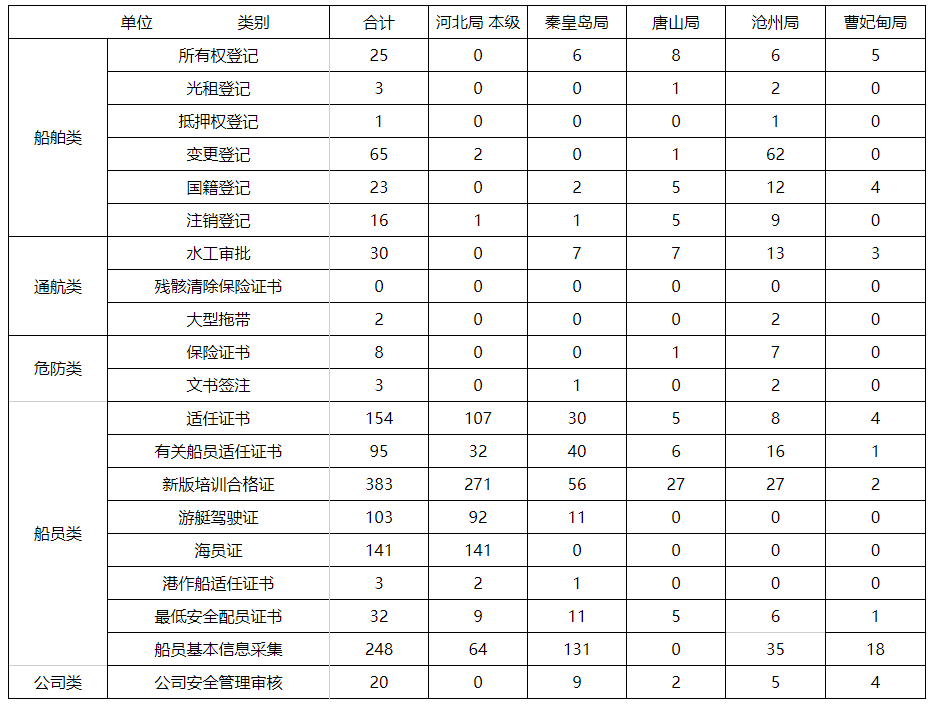 单位 类别 合计 河北局 本级 秦皇岛局 唐山局 沧州局 曹妃甸局
船舶类
所有权登记 25 0 6 8 6 5
光租登记 3 0 0 1 2 0
抵押权登记 1 0 0 0 1 0
变更登记 65 2 0 1 62 0
国籍登记 23 0 2 5 12 4
注销登记 16 1 1 5 9 0
通航类
水工审批 30 0 7 7 13 3
残骸清除保险证书 0 0 0 0 0 0
大型拖带 2 0 0 0 2 0
危防类
保险证书 8 0 0 1 7 0
文书签注 3 0 1 0 2 0
船员类
适任证书 154 107 30 5 8 4
有关船员适任证书 95 32 40 6 16 1
新版培训合格证 383 271 56 27 27 2
游艇驾驶证 103 92 11 0 0 0
海员证 141 141 0 0 0 0
港作船适任证书 3 2 1 0 0 0
最低安全配员证书 32 9 11 5 6 1
船员基本信息采集 248 64 131 0 35 18
公司类 公司安全管理审核 20 0 9 2 5 4